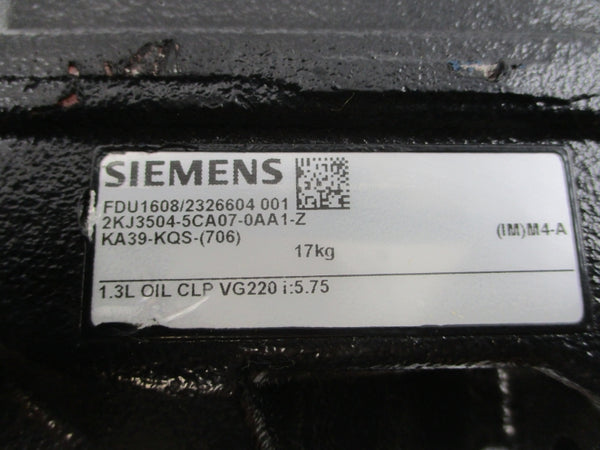 SIEMENS
FDU1608/2326604 001
2KJ3504-5CA07-0AA1-Z
KA39-KQS-(706)
(IM)M4-A
17kg
1.3L OIL CLP VG220 i:5.75